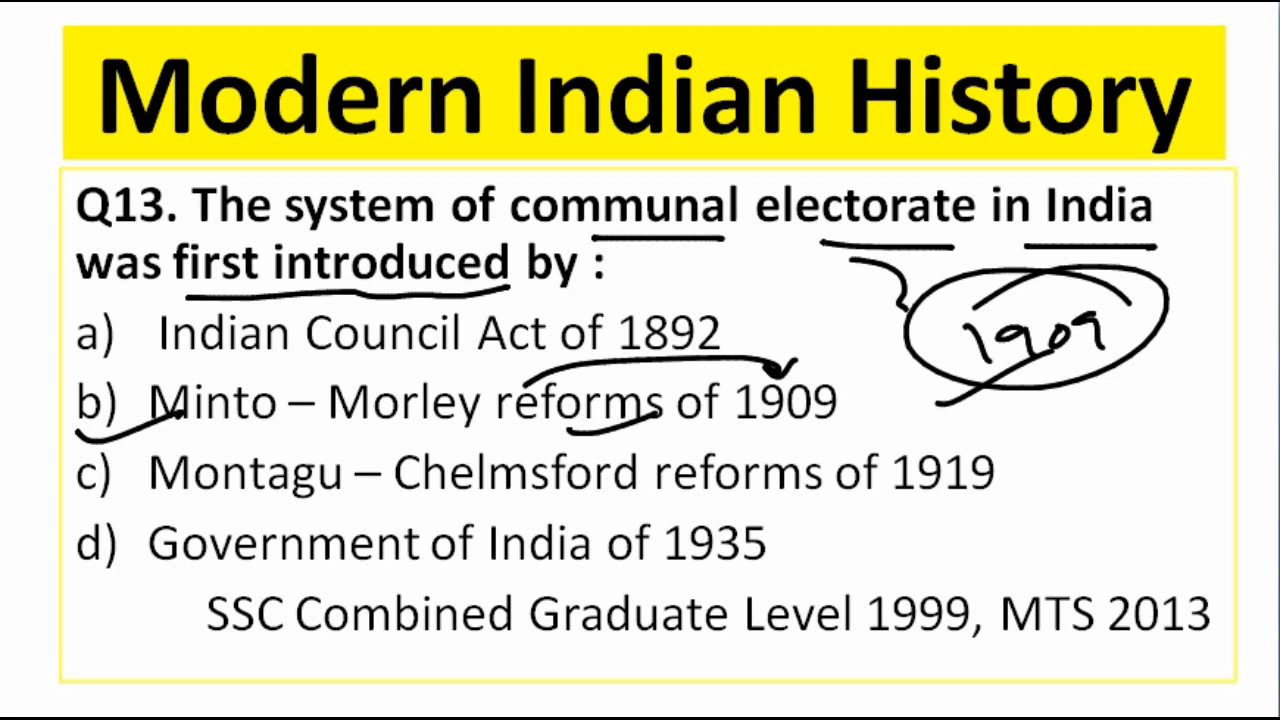 Modern Indian History
Q13. The system of communal electorate in India
was first introduced by :
1909
a) Indian Council Act of 1892
b) Minto – Morley reforms of 1909
c) Montagu – Chelmsford reforms of 1919
d) Government of India of 1935
SSC Combined Graduate Level 1999, MTS 2013